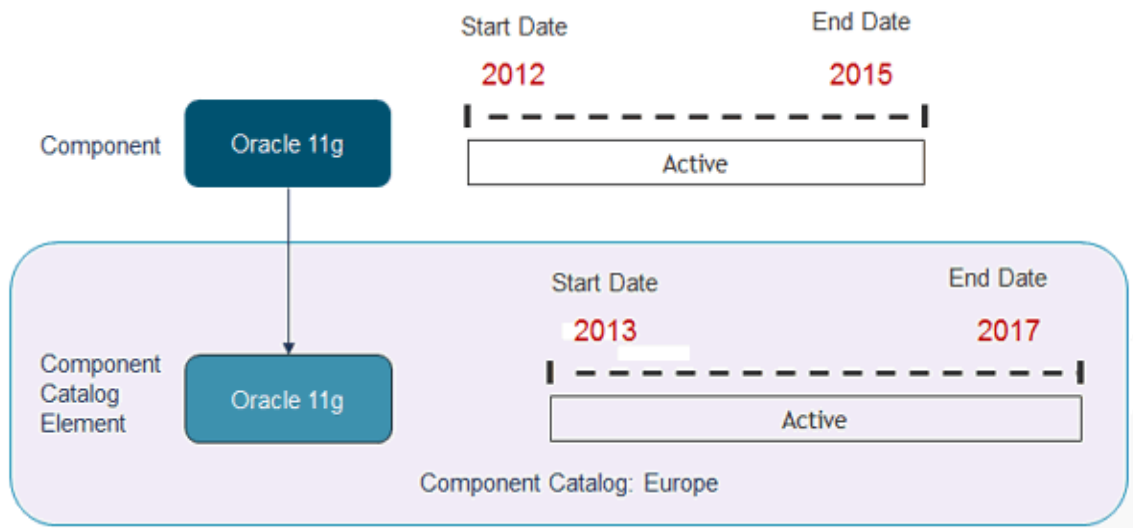 Start Date
End Date
2012
2015
Component
Oracle 11g
Active
Start Date
End Date
2013
2017
Component
Catalog
Element
Oracle 11g
Active
Component Catalog: Europe